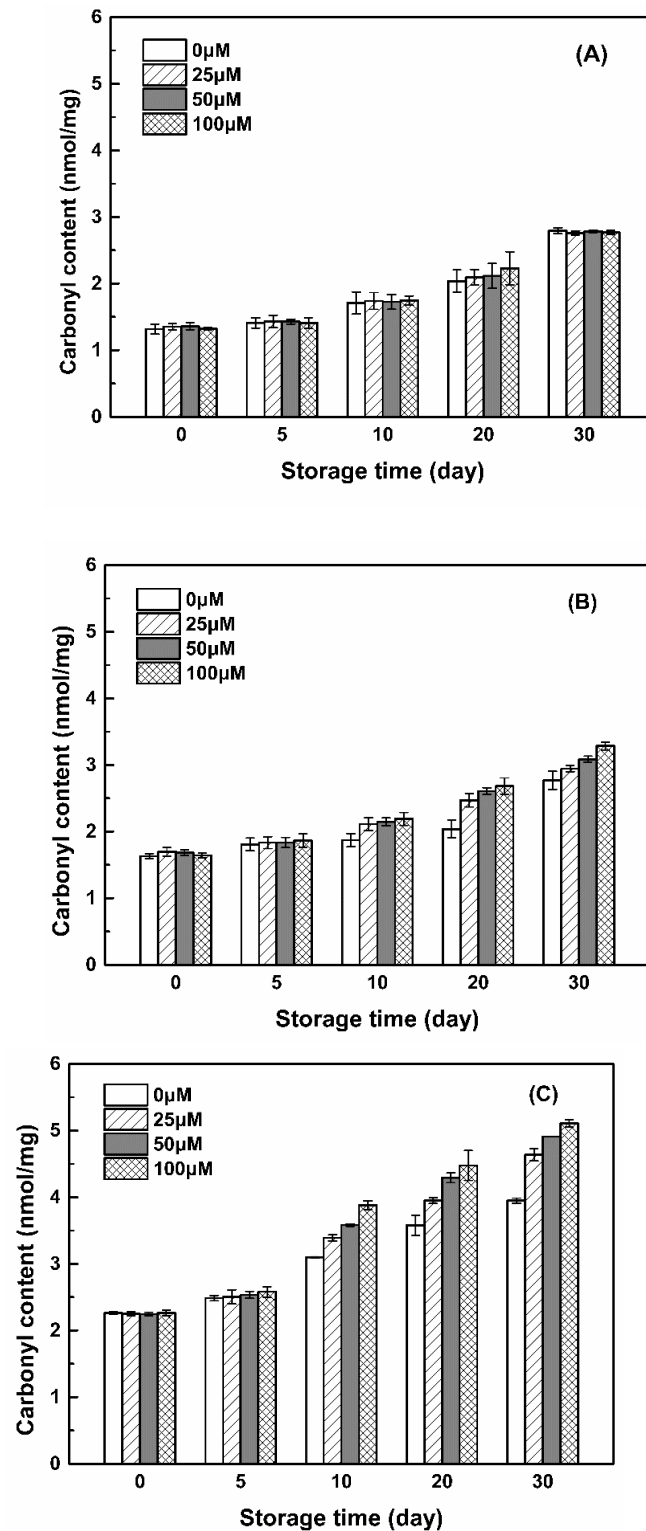 6
(A)
0μM
5
25μM
50μM
4
100μM
3
2
1
0
Carbonyl content (nmol/mg)
0 5 10 20 30
Storage time (day)
6
(B)
0μM
5
25μM
50μM
4
100μM
3
2
1
0
Carbonyl content (nmol/mg)
0 5 10 20 30
Storage time (day)
6
(C)
0μM
5
25μM
50μM
4
100μM
3
2
1
0
Carbonyl content (nmol/mg)
0 5 10 20 30
Storage time (day)